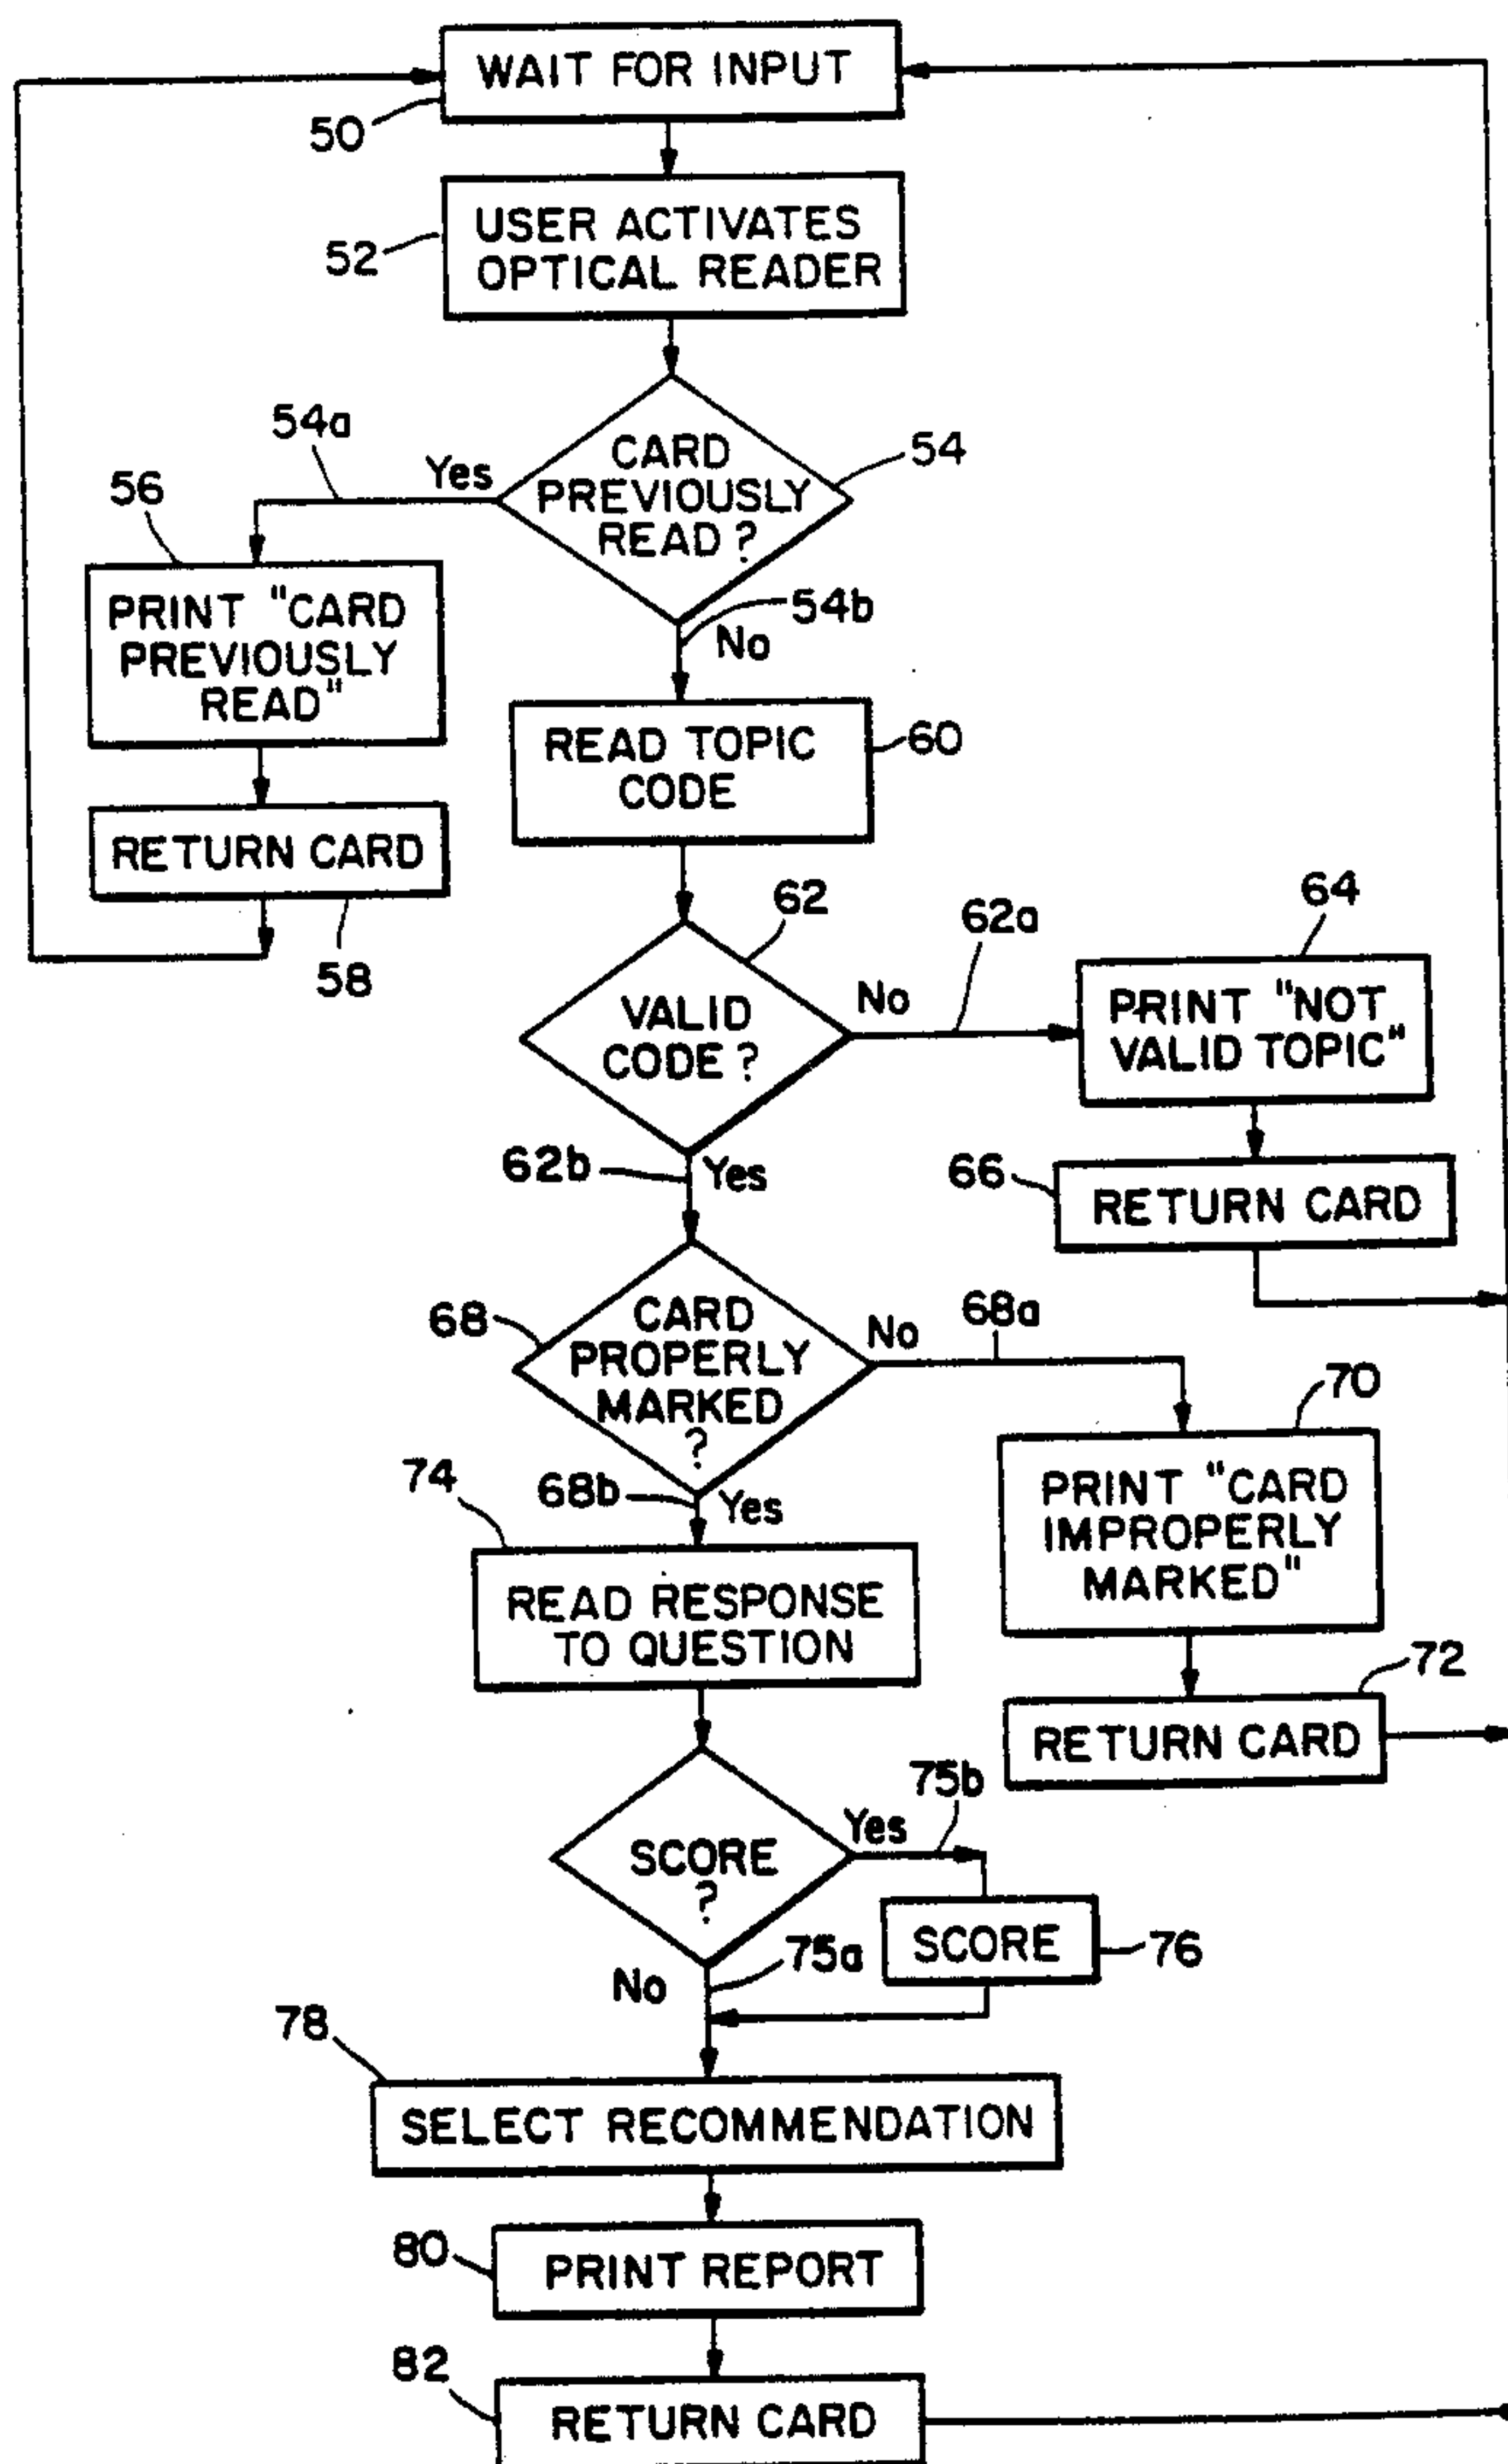 WAIT FOR INPUT
50
USER ACTIVATES
OPTICAL READER
52
CARD
PREVIOUSLY
READ ?
54
54a
Yes
56
PRINT "CARD
PREVIOUSLY
READ"
RETURN CARD
58
54b
No
READ TOPIC
CODE
60
62
VALID
CODE ?
No
62a
64
PRINT "NOT
VALID TOPIC"
66
RETURN CARD
62b
Yes
68
CARD
PROPERLY
MARKED
?
No
68a
70
PRINT "CARD
IMPROPERLY
MARKED"
72
RETURN CARD
68b
Yes
74
READ RESPONSE
TO QUESTION
SCORE
?
Yes
75b
SCORE
76
75a
No
78
SELECT RECOMMENDATION
80
PRINT REPORT
82
RETURN CARD